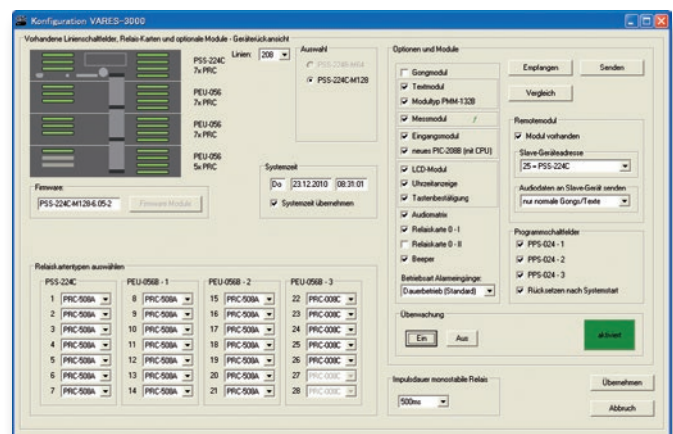 Konfiguration VARES-3000
Vorhandene Linienschaltfelder, Relais-Karten und optionale Module - Geräterückansicht
PSS-224C
7x PRC
PEU-056
7x PRC
PEU-056
7x PRC
PEU-056
5x PRC
Linien: 208
Auswahl
PSS-224C-M128
Firmware:
PSS-224C-M128-6.05-2
Firmware Module
Systemzeit
Do 23.12.2010 08:31:01
Systemzeit übernehmen
Relaiskartentypen auswählen
PSS-224C
1 PRC-508A
2 PRC-508A
3 PRC-508A
4 PRC-508A
5 PRC-508A
6 PRC-508A
7 PRC-508A
PEU-056B - 1
8 PRC-508A
9 PRC-508A
10 PRC-508A
11 PRC-508A
12 PRC-508A
13 PRC-508A
14 PRC-508A
PEU-056B - 2
15 PRC-508A
16 PRC-508A
17 PRC-508A
18 PRC-508A
19 PRC-508A
20 PRC-508A
21 PRC-508A
PEU-056B - 3
22 PRC-008C
23 PRC-008C
24 PRC-008C
25 PRC-008C
26 PRC-008C
27 PRC-008C
28 PRC-008C
Optionen und Module
Gongmodul
Textmodul
Modultyp PMM-132B
Messmodul /
Eingangsmodul
neues PIC-208B (mit CPU)
LCD-Modul
Uhrzeitanzeige
Tastenbestätigung
Audiomatrix
Relaiskarte 0 - I
Relaiskarte 0 - II
Beeper
Betriebsart Alarmeingänge:
Dauerbetrieb (Standard)
Überwachung
Ein
Aus
aktiviert
Impulsdauer monostabile Relais
500ms
Empfangen
Senden
Vergleich
Remotemodul
Modul vorhanden
Slave-Geräteadresse
25 = PSS-224C
Audiodaten an Slave-Gerät senden
nur normale Gongs/Texte
Programmschaltfelder
PPS-024 - 1
PPS-024 - 2
PPS-024 - 3
Rücksetzen nach Systemstart
Übernehmen
Abbruch